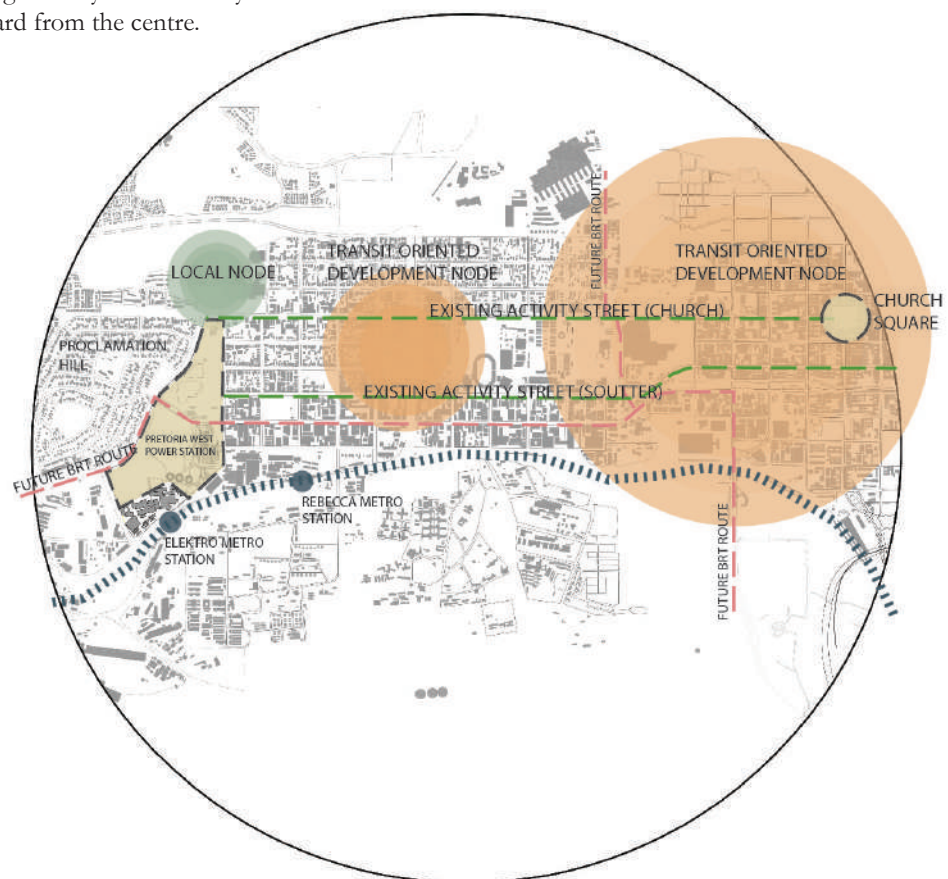 ard from the centre.
FUTURE BRT ROUTE
LOCAL NODE
TRANSIT ORIENTED
DEVELOPMENT NODE
TRANSIT ORIENTED
DEVELOPMENT NODE
EXISTING ACTIVITY STREET (CHURCH)
CHURCH
SQUARE
PROCLAMATION
HILL
EXISTING ACTIVITY STREET (SOUTTER)
PRETORIA WEST
POWER STATION
FUTURE BRT ROUTE
REBECCA METRO
STATION
ELEKTRO METRO
STATION
FUTURE BRT ROUTE